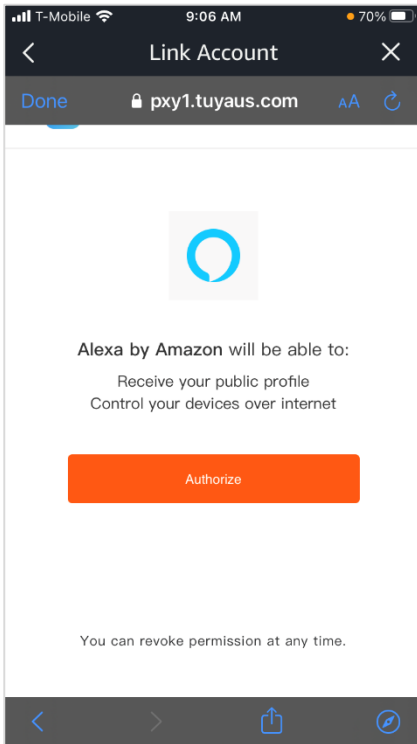 T-Mobile 9:06 AM 70%
Link Account
Done pxy1.tuyaus.com AA
Alexa by Amazon will be able to:
Receive your public profile
Control your devices over internet
Authorize
You can revoke permission at any time.